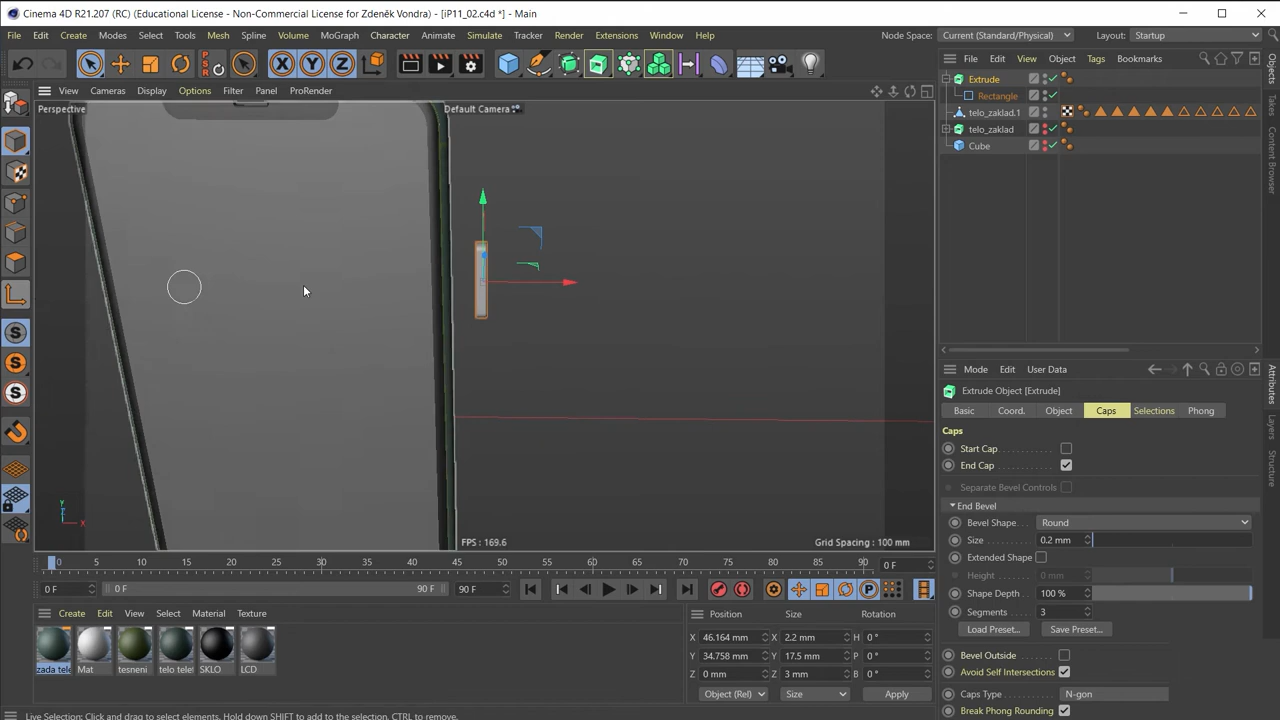 Cinema 4D R21.207 (RC) (Educational License - Non-Commercial License for Zdeněk Vondra) - [iP11_02.c4d *] - Main
File Edit Create Modes Select Tools Mesh Spline Volume MoGraph Character Animate Simulate Tracker Render Extensions Window Help Node Space: Current (Standard/Physical) Layout: Startup
PSR
X Y Z
File Edit View Object Tags Bookmarks
View Cameras Display Options Filter Panel ProRender
Perspective Default Camera
Extrude
Rectangle
telo_zaklad.1
telo_zaklad
Cube
Objects
Takes
Content Browser
Mode Edit User Data
Extrude Object [Extrude]
Basic Coord. Object Caps Selections Phong
Caps
Start Cap
End Cap
Separate Bevel Controls
End Bevel
Bevel Shape... Round
Size 0.2 mm
Extended Shape
Height 0 mm
Shape Depth 100 %
Segments 3
Load Preset... Save Preset...
Bevel Outside
Avoid Self Intersections
Caps Type N-gon
Break Phong Rounding
Attributes
Layers
Structure
S
S
S
Y
Z
X
FPS : 169.6 Grid Spacing : 100 mm
0 5 10 15 20 25 30 35 40 45 50 55 60 65 70 75 80 85 90 0 F
0 F 0 F 90 F 90 F
P
Create Edit View Select Material Texture
zada tele Mat tesneni telo telef SKLO LCD
Position Size Rotation
X 46.164 mm X 2.2 mm H 0 °
Y 34.758 mm Y 17.5 mm P 0 °
Z 0 mm Z 3 mm B 0 °
Object (Rel) Size Apply
Live Selection: Click and drag to select elements. Hold down SHIFT to add to the selection, CTRL to remove.